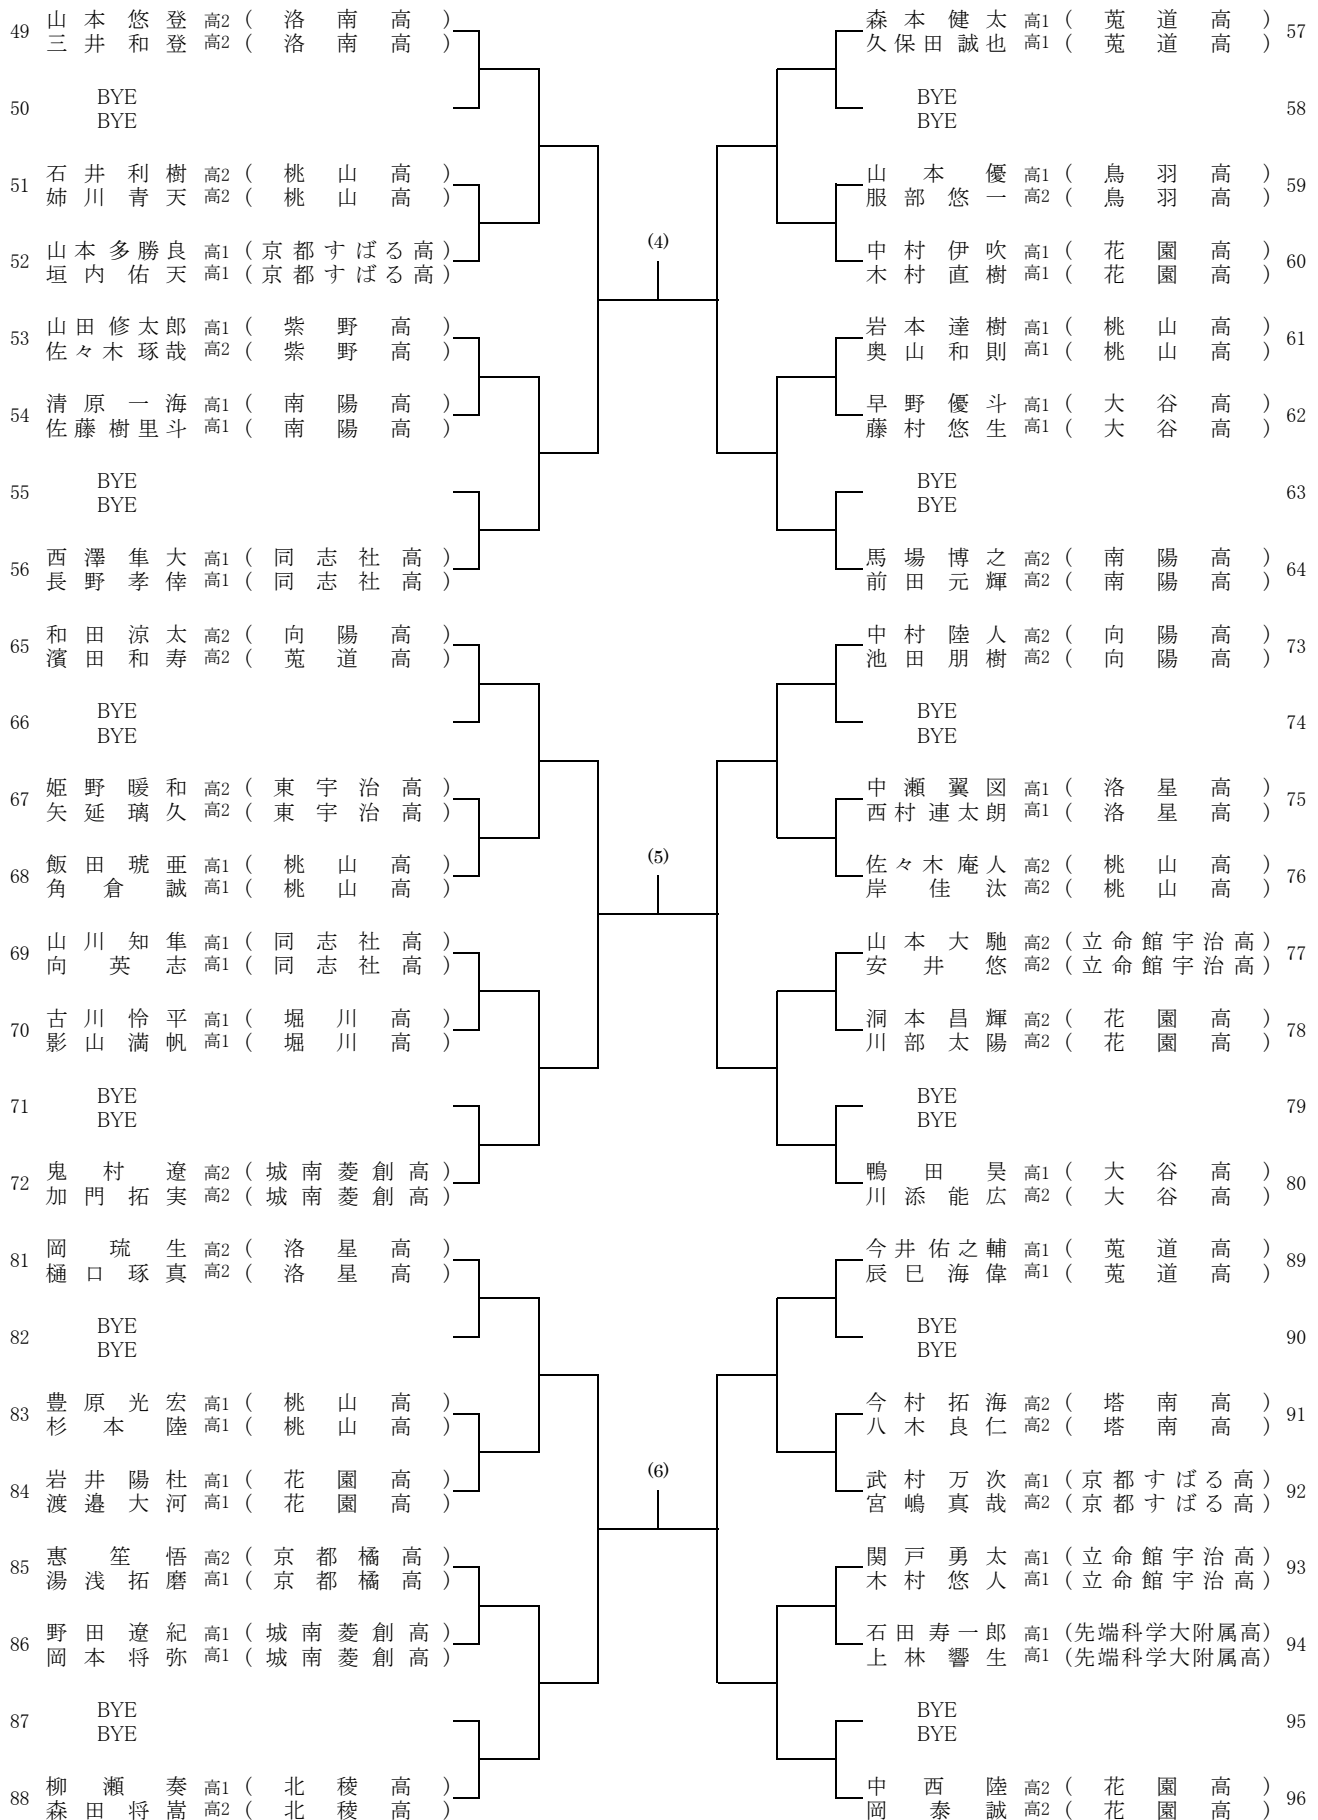 49 山本悠登 高2 (洛南高)
三井和登 高2 (洛南高)
50 BYE
BYE
51 石井利樹 高2 (桃山高)
姉川青天 高2 (桃山高)
52 山本多勝良 高1 (京都すばる高)
垣内佑天 高1 (京都すばる高)
53 山田修太郎 高1 (紫野高)
佐々木琢哉 高2 (紫野高)
54 清原一海 高1 (南陽高)
佐藤樹里斗 高1 (南陽高)
55 BYE
BYE
56 西澤隼大 高1 (同志社高)
長野孝倖 高1 (同志社高)
(4)
森本健太 高1 (莵道高) 57
久保田誠也 高1 (莵道高)
BYE 58
BYE
山本優 高1 (鳥羽高) 59
服部悠一 高2 (鳥羽高)
中村伊吹 高1 (花園高) 60
木村直樹 高1 (花園高)
岩本達樹 高1 (桃山高) 61
奥山和則 高1 (桃山高)
早野優斗 高1 (大谷高) 62
藤村悠生 高1 (大谷高)
BYE 63
BYE
馬場博之 高2 (南陽高) 64
前田元輝 高2 (南陽高)
65 和田涼太 高2 (向陽高)
濱田和寿 高2 (莵道高)
66 BYE
BYE
67 姫野暖和 高2 (東宇治高)
矢延璃久 高2 (東宇治高)
68 飯田琥亜 高1 (桃山高)
角倉誠 高1 (桃山高)
69 山川知隼 高1 (同志社高)
向英志 高1 (同志社高)
70 古川怜平 高1 (堀川高)
影山満帆 高1 (堀川高)
71 BYE
BYE
72 鬼村遼 高2 (城南菱創高)
加門拓実 高2 (城南菱創高)
(5)
中村陸人 高2 (向陽高) 73
池田朋樹 高2 (向陽高)
BYE 74
BYE
中瀬翼図 高1 (洛星高) 75
西村連太朗 高1 (洛星高)
佐々木庵人 高2 (桃山高) 76
岸佳汰 高2 (桃山高)
山本大馳 高2 (立命館宇治高) 77
安井悠 高2 (立命館宇治高)
洞本昌輝 高2 (花園高) 78
川部太陽 高2 (花園高)
BYE 79
BYE
鴨田昊 高1 (大谷高) 80
川添能広 高2 (大谷高)
81 岡琉生 高2 (洛星高)
樋口琢真 高2 (洛星高)
82 BYE
BYE
83 豊原光宏 高1 (桃山高)
杉本陸 高1 (桃山高)
84 岩井陽杜 高1 (花園高)
渡邉大河 高1 (花園高)
85 惠笙悟 高2 (京都橘高)
湯浅拓磨 高1 (京都橘高)
86 野田遼紀 高1 (城南菱創高)
岡本将弥 高1 (城南菱創高)
87 BYE
BYE
88 柳瀬奏 高1 (北稜高)
森田将嵩 高2 (北稜高)
(6)
今井佑之輔 高1 (莵道高) 89
辰巳海偉 高1 (莵道高)
BYE 90
BYE
今村拓海 高2 (塔南高) 91
八木良仁 高2 (塔南高)
武村万次 高1 (京都すばる高) 92
宮嶋真哉 高2 (京都すばる高)
関戸勇太 高1 (立命館宇治高) 93
木村悠人 高1 (立命館宇治高)
石田寿一郎 高1 (先端科学大附属高) 94
上林響生 高1 (先端科学大附属高)
BYE 95
BYE
中西陸 高2 (花園高) 96
岡泰誠 高2 (花園高)